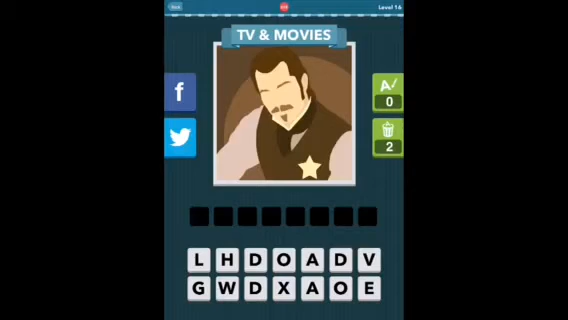 Level 16
TV & MOVIES
f
A
0
2
L H D O A D V
G W D X A O E